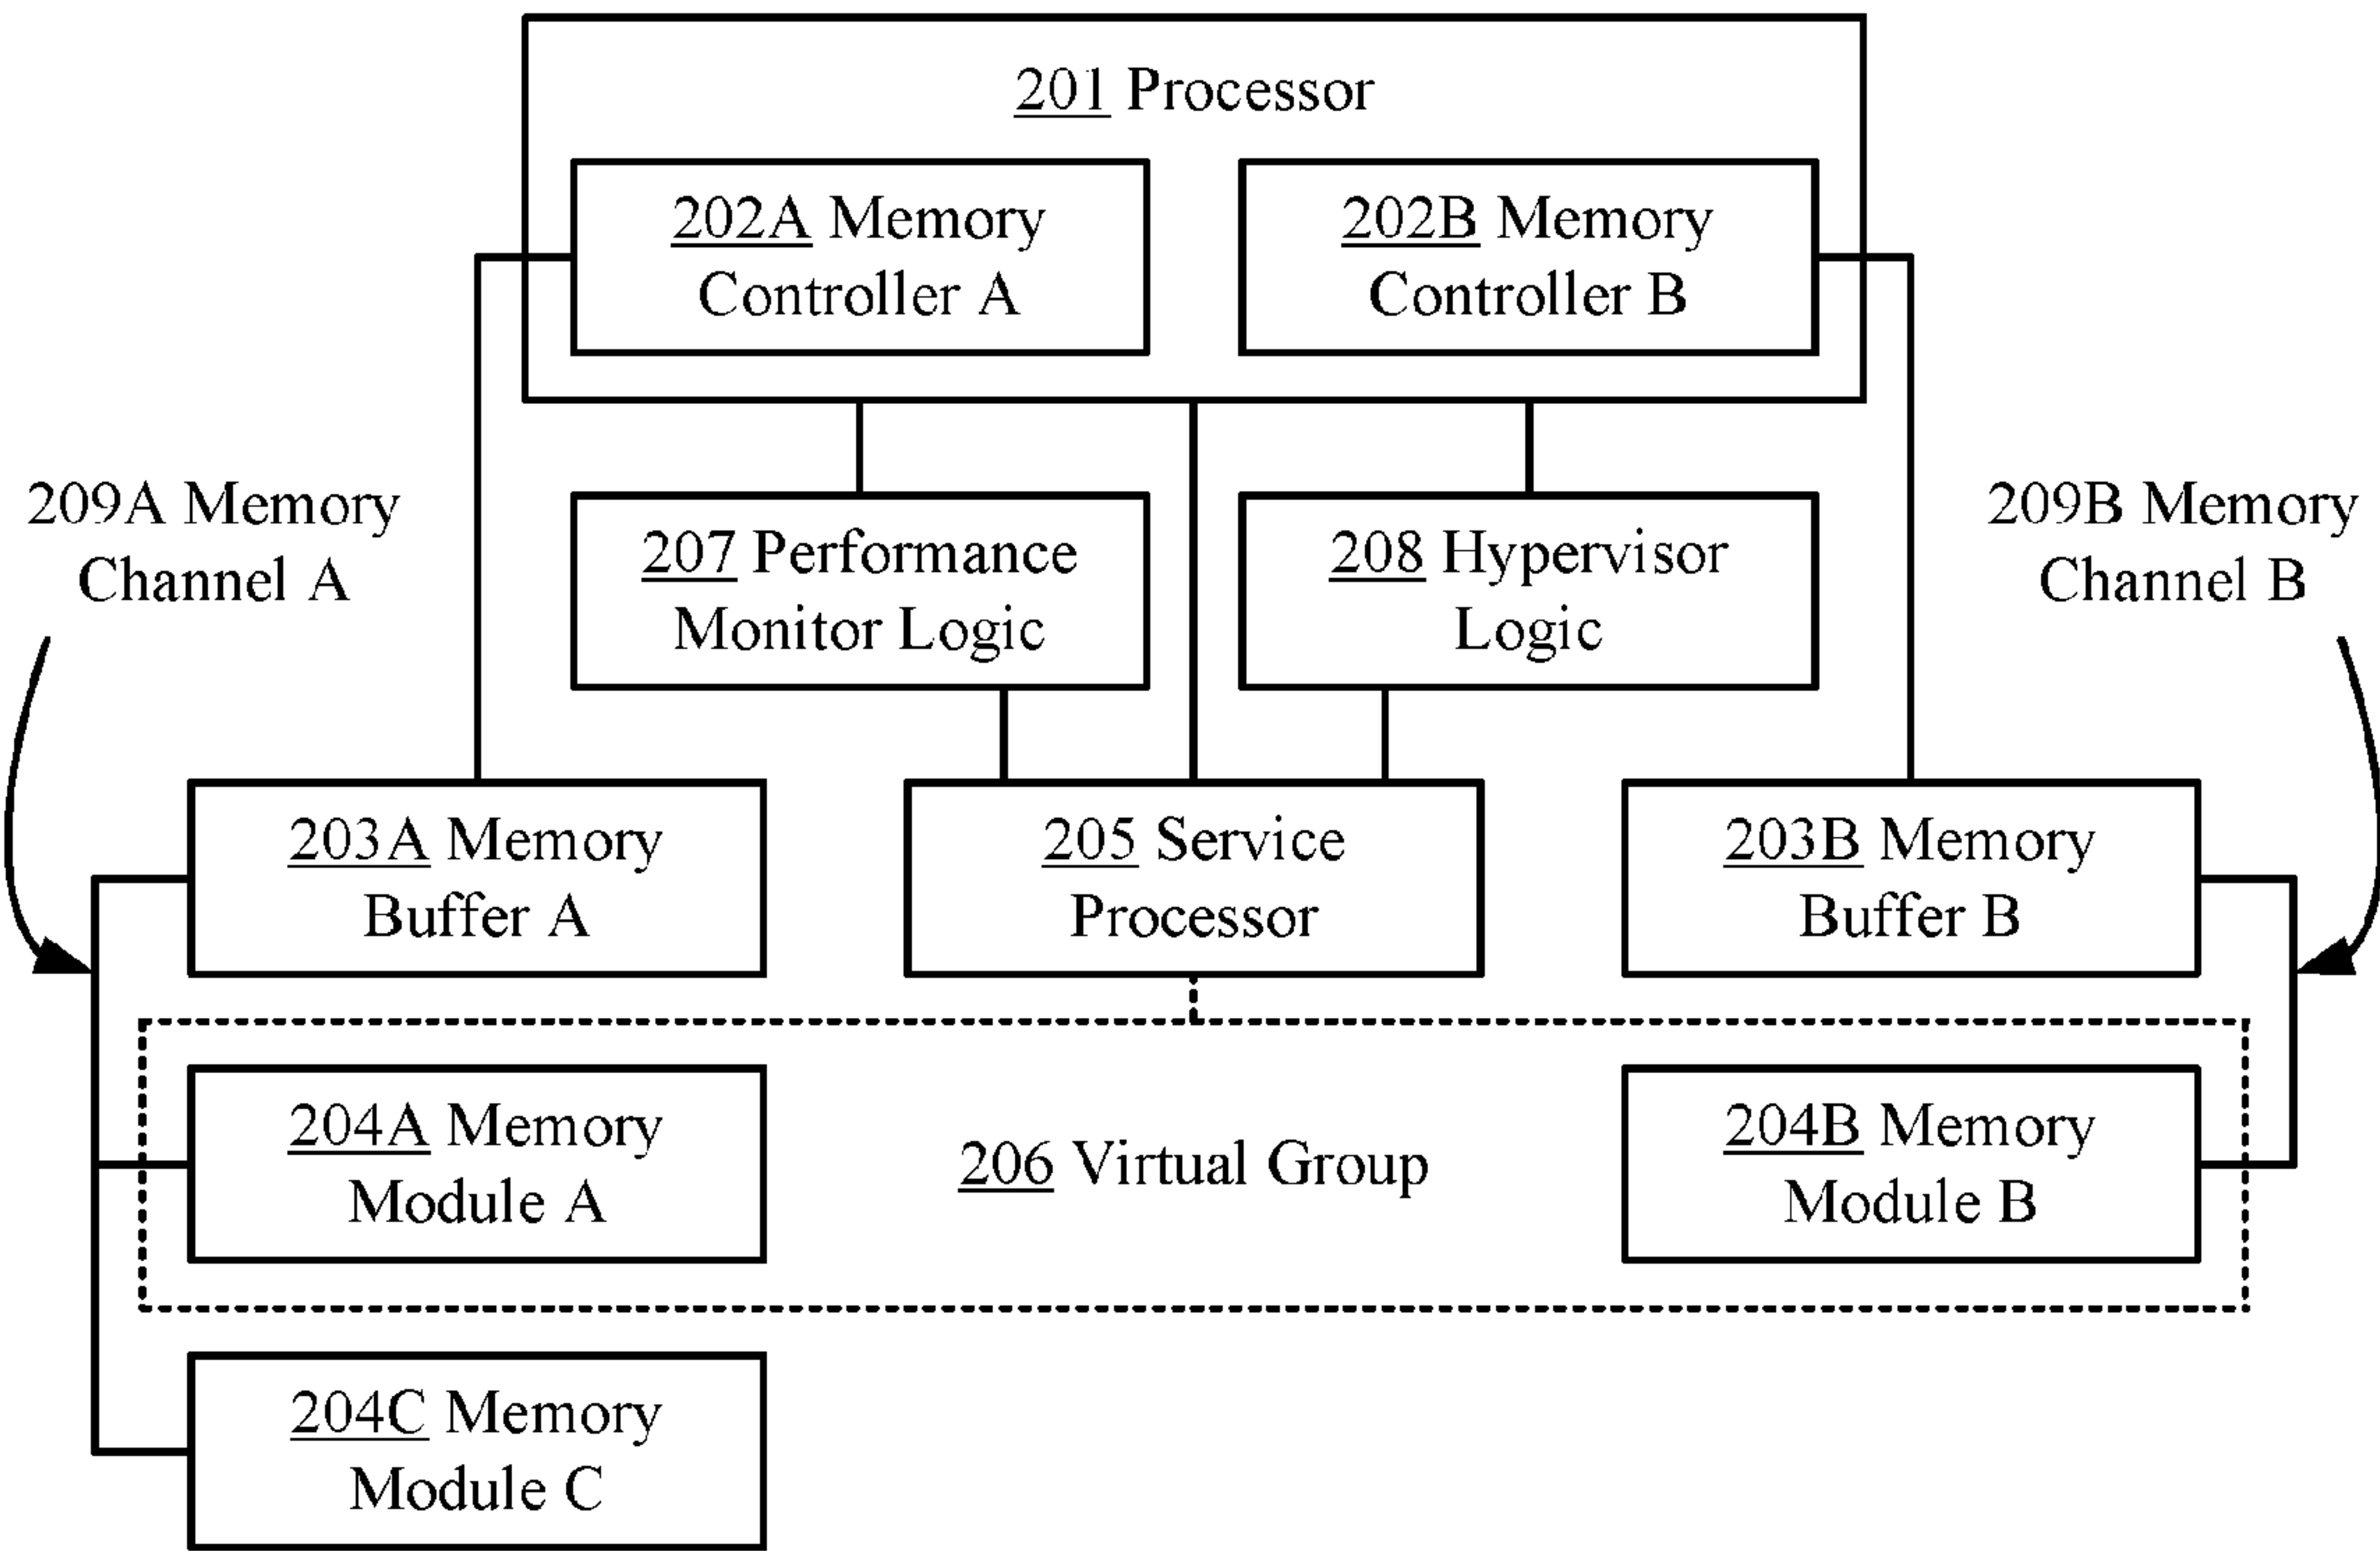 201 Processor
202A Memory
Controller A
202B Memory
Controller B
209A Memory
Channel A
207 Performance
Monitor Logic
208 Hypervisor
Logic
209B Memory
Channel B
203A Memory
Buffer A
205 Service
Processor
203B Memory
Buffer B
204A Memory
Module A
206 Virtual Group
204B Memory
Module B
204C Memory
Module C